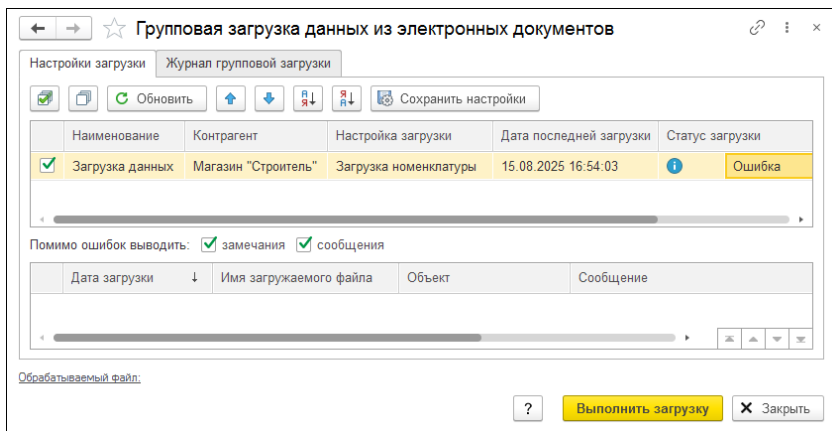 Групповая загрузка данных из электронных документов
Настройки загрузки Журнал групповой загрузки
Обновить Сохранить настройки
Наименование Контрагент Настройка загрузки Дата последней загрузки Статус загрузки
Загрузка данных Магазин "Строитель" Загрузка номенклатуры 15.08.2025 16:54:03 Ошибка
Помимо ошибок выводить: замечания сообщения
Дата загрузки ↓ Имя загружаемого файла Объект Сообщение
Обрабатываемый файл:
? Выполнить загрузку Закрыть